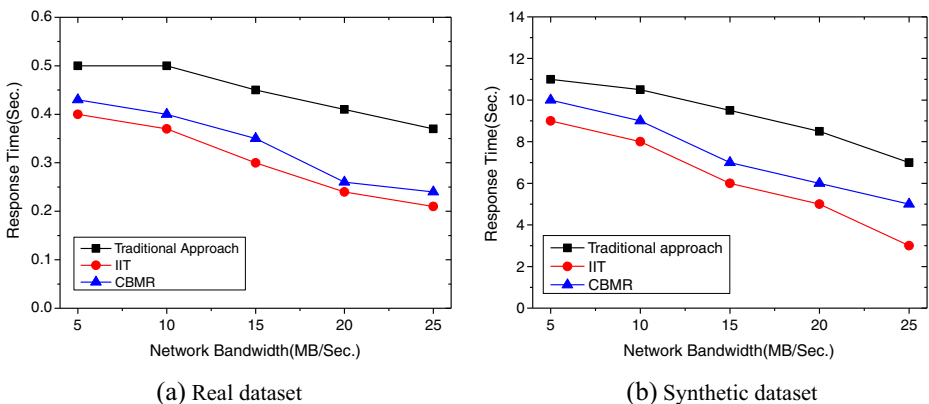 0.6
0.5
0.4
0.3
0.2
0.1
0.0
Response Time(Sec.)
Traditional Approach
IIT
CBMR
5 10 15 20 25
Network Bandwidth(MB/Sec.)
(a) Real dataset
14
12
10
8
6
4
2
0
Response Time(Sec.)
Traditional approach
IIT
CBMR
5 10 15 20 25
Network Bandwidth(MB/Sec.)
(b) Synthetic dataset